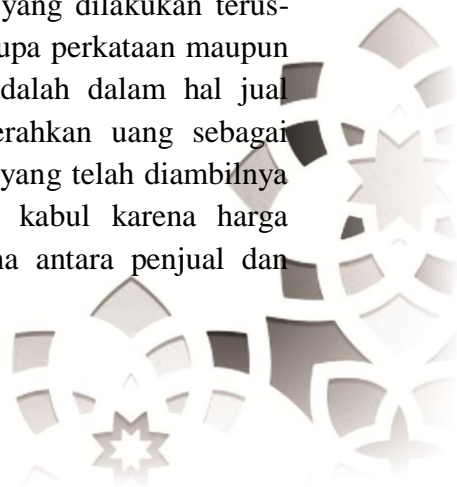 yang dilakukan terus-
upa perkataan maupun
dalah dalam hal jual
erahkan uang sebagai
yang telah diambilnya
kabul karena harga
na antara penjual dan